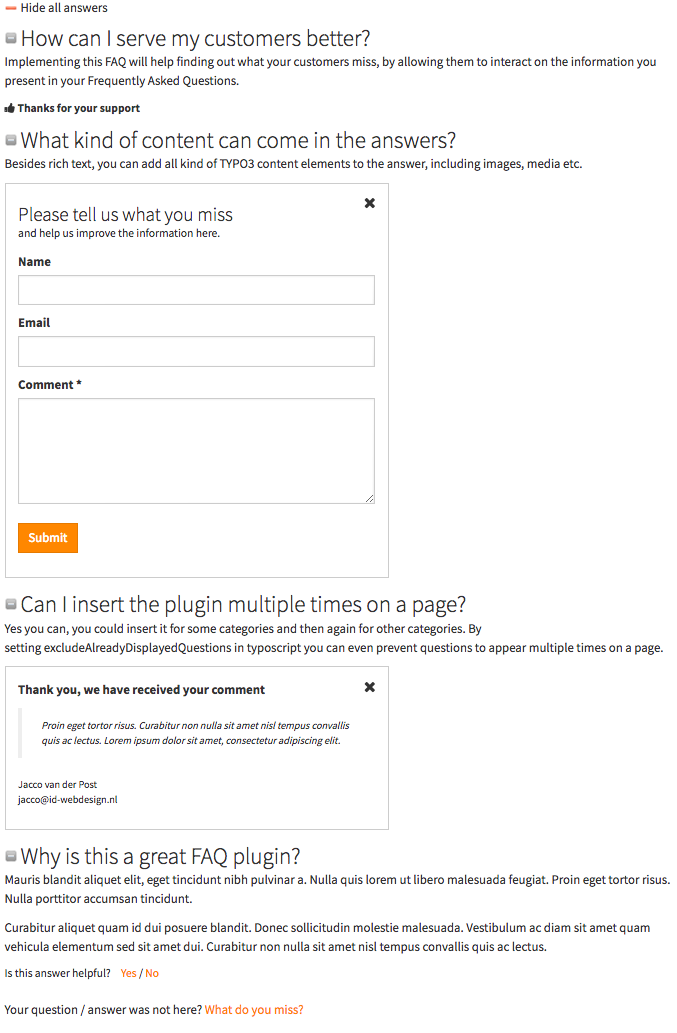 Hide all answers
How can I serve my customers better?
Implementing this FAQ will help finding out what your customers miss, by allowing them to interact on the information you
present in your Frequently Asked Questions.
Thanks for your support
What kind of content can come in the answers?
Besides rich text, you can add all kind of TYPO3 content elements to the answer, including images, media etc.
Please tell us what you miss
and help us improve the information here.
Name
Email
Comment *
Submit
Can I insert the plugin multiple times on a page?
Yes you can, you could insert it for some categories and then again for other categories. By
setting excludeAlreadyDisplayedQuestions in typoscript you can even prevent questions to appear multiple times on a page.
Thank you, we have received your comment
Proin eget tortor risus. Curabitur non nulla sit amet nisl tempus convallis
quis ac lectus. Lorem ipsum dolor sit amet, consectetur adipiscing elit.
Jacco van der Post
jacco@id-webdesign.nl
Why is this a great FAQ plugin?
Mauris blandit aliquet elit, eget tincidunt nibh pulvinar a. Nulla quis lorem ut libero malesuada feugiat. Proin eget tortor risus.
Nulla porttitor accumsan tincidunt.
Curabitur aliquet quam id dui posuere blandit. Donec sollicitudin molestie malesuada. Vestibulum ac diam sit amet quam
vehicula elementum sed sit amet dui. Curabitur non nulla sit amet nisl tempus convallis quis ac lectus.
Is this answer helpful? Yes / No
Your question / answer was not here? What do you miss?